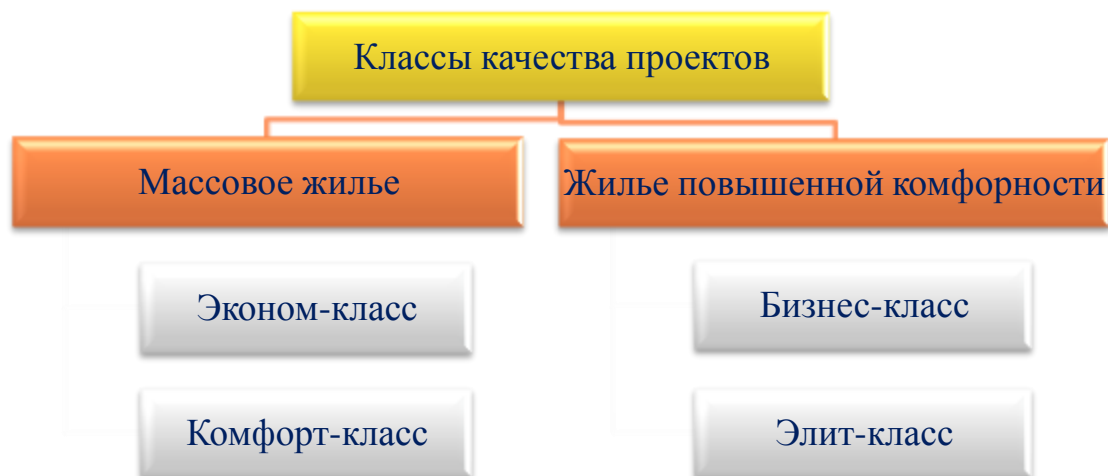 Классы качества проектов
Массовое жилье
Жилье повышенной комфорности
Эконом-класс
Бизнес-класс
Комфорт-класс
Элит-класс